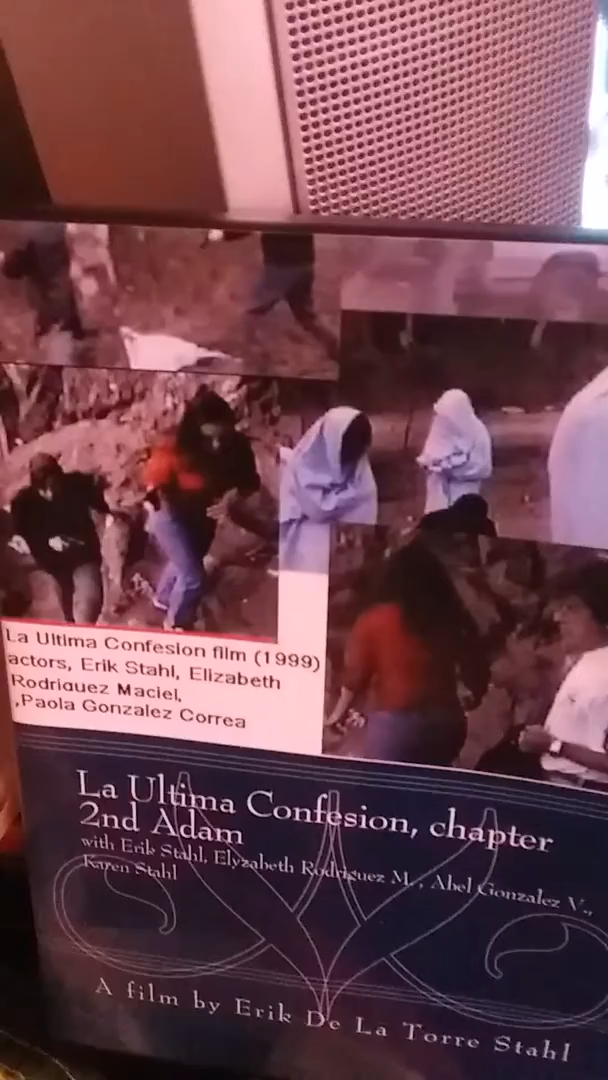 La Ultima Confesion film (1999)
actors, Erik Stahl, Elizabeth
Rodriguez Maciel,
,Paola Gonzalez Correa
La Ultima Confesion, chapter
2nd Adam
with Erik Stahl, Elyzabeth Rodriguez M., Abel Gonzalez V.,
Karen Stahl
A film by Erik De La Torre Stahl